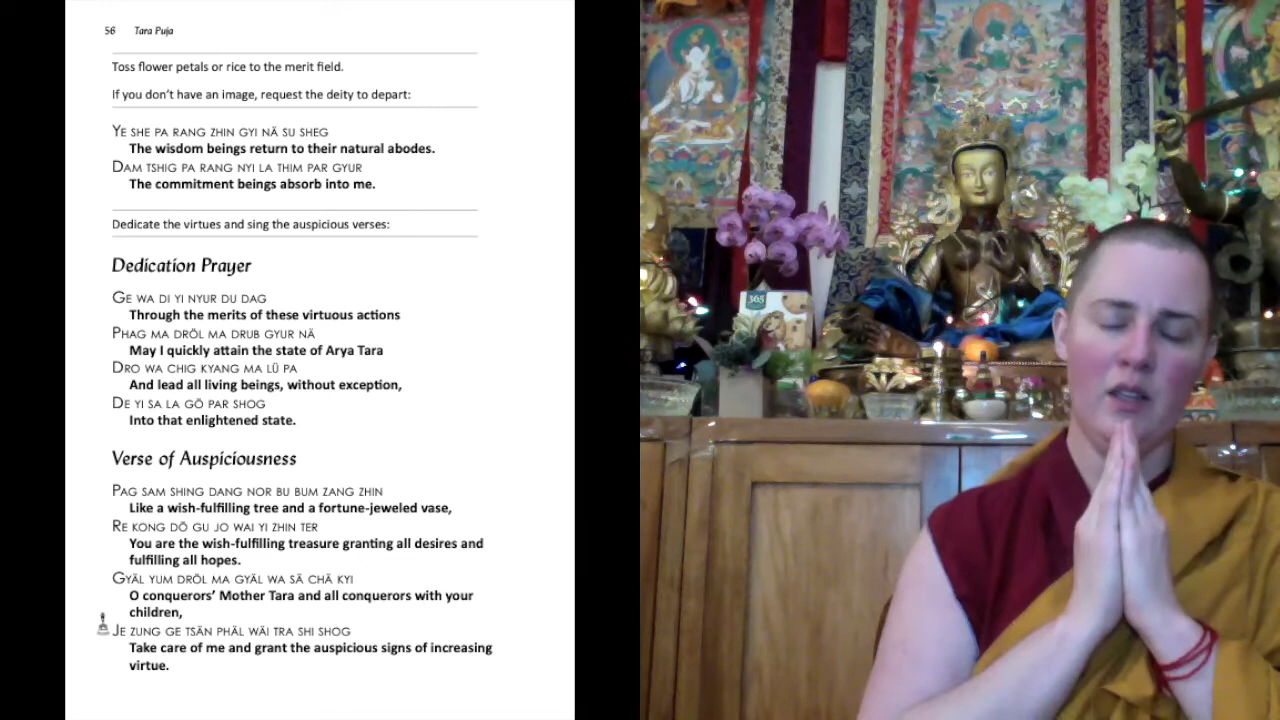 56 Tara Puja
Toss flower petals or rice to the merit field.
If you don't have an image, request the deity to depart:
YE SHE PA RANG ZHIN GYI NÄ SU SHEG
The wisdom beings return to their natural abodes.
DAM TSHIG PA RANG NYI LA THIM PAR GYUR
The commitment beings absorb into me.
Dedicate the virtues and sing the auspicious verses:
Dedication Prayer
GE WA DI YI NYUR DU DAG
Through the merits of these virtuous actions
PHAG MA DRÖL MA DRUB GYUR NÄ
May I quickly attain the state of Arya Tara
DRO WA CHIG KYANG MA LÜ PA
And lead all living beings, without exception,
DE YI SA LA GÖ PAR SHOG
Into that enlightened state.
Verse of Auspiciousness
PAG SAM SHING DANG NOR BU BUM ZANG ZHIN
Like a wish-fulfilling tree and a fortune-jeweled vase,
RE KONG DÖ GU JO WAI YI ZHIN TER
You are the wish-fulfilling treasure granting all desires and
fulfilling all hopes.
GYÄL YUM DRÖL MA GYÄL WA SÄ CHÄ KYI
O conquerors' Mother Tara and all conquerors with your
children,
JE ZUNG GE TSÄN PHÄL WÄI TRA SHI SHOG
Take care of me and grant the auspicious signs of increasing
virtue.
365